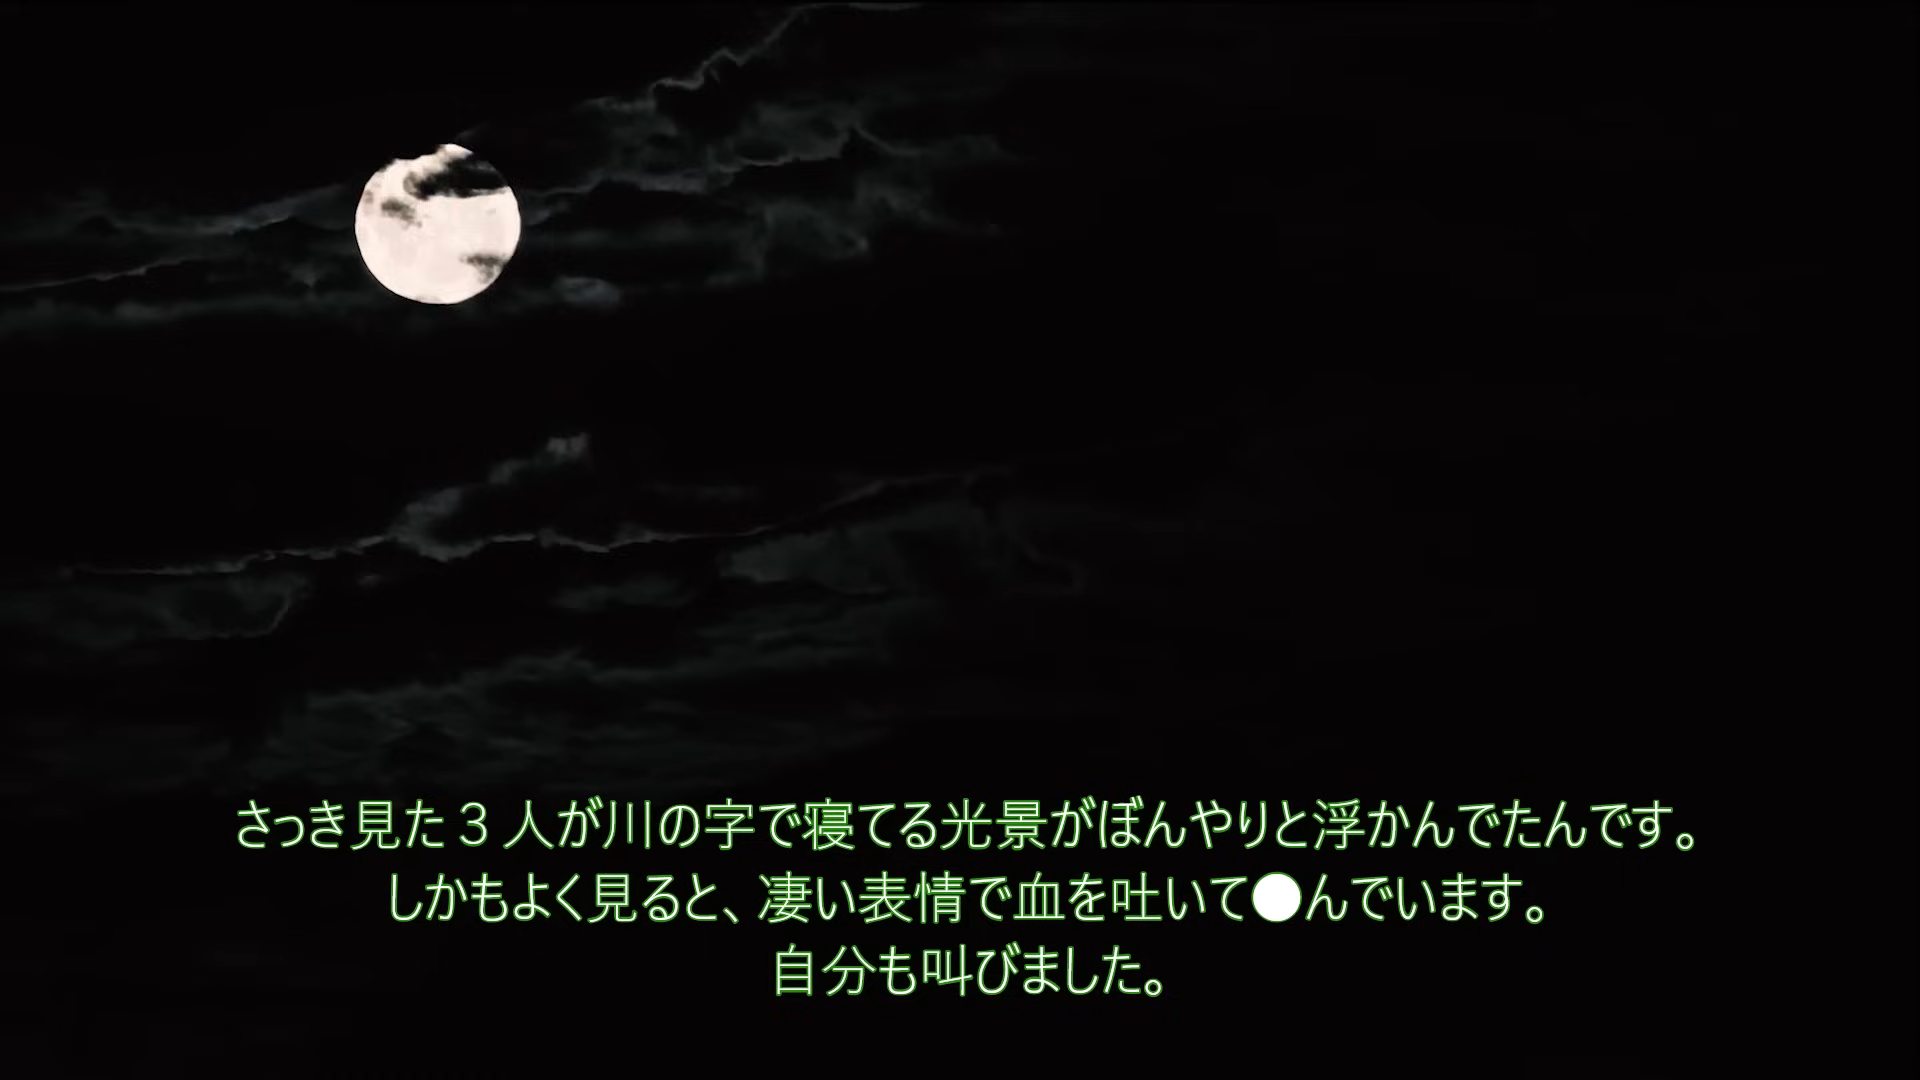 さっき見た３人が川の字で寝てる光景がぼんやりと浮かんでたんです。
しかもよく見ると、凄い表情で血を吐いて●んでいます。
自分も叫びました。